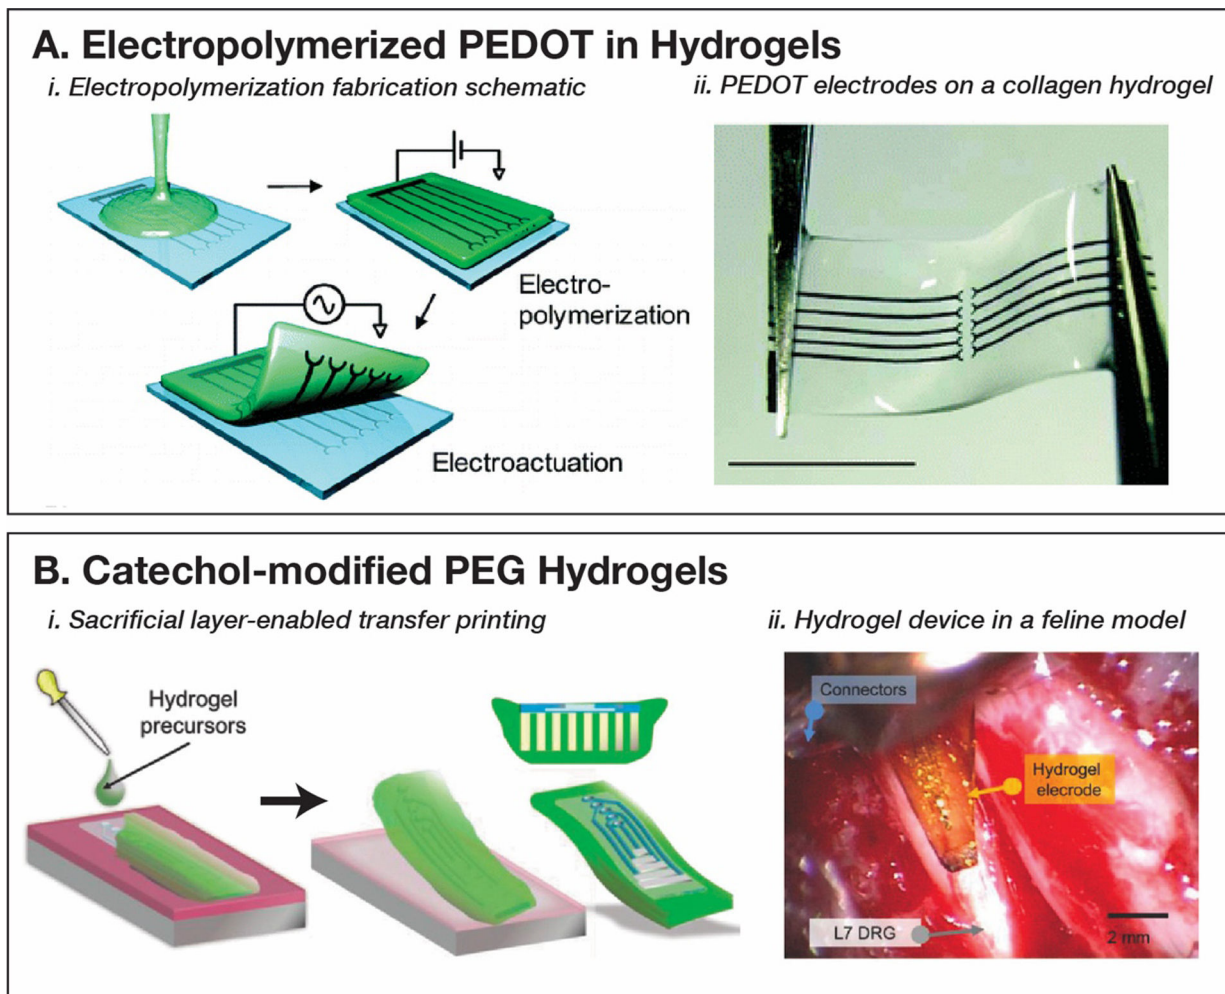 A. Electropolymerized PEDOT in Hydrogels
i. Electropolymerization fabrication schematic
ii. PEDOT electrodes on a collagen hydrogel
Electro-
polymerization
Electroactuation
B. Catechol-modified PEG Hydrogels
i. Sacrificial layer-enabled transfer printing
ii. Hydrogel device in a feline model
Hydrogel
precursors
Connectors
Hydrogel
elecrode
L7 DRG
2 mm